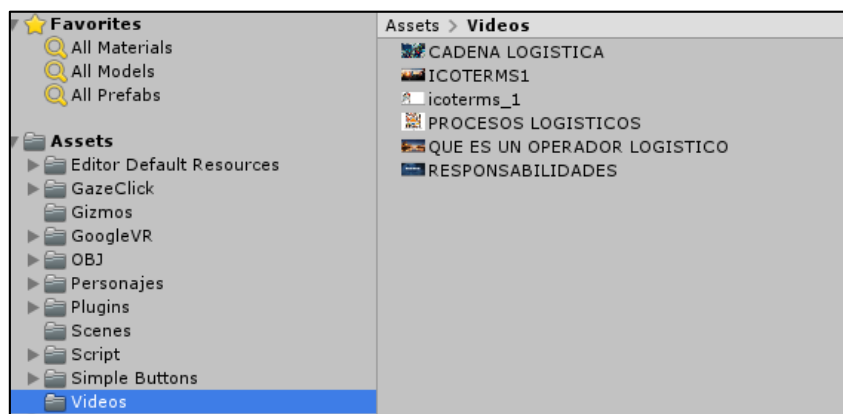 Favorites
All Materials
All Models
All Prefabs
Assets
Editor Default Resources
GazeClick
Gizmos
GoogleVR
OBJ
Personajes
Plugins
Scenes
Script
Simple Buttons
Videos
Assets > Videos
CADENA LOGISTICA
ICOTERMS1
icoterms_1
PROCESOS LOGISTICOS
QUE ES UN OPERADOR LOGISTICO
RESPONSABILIDADES